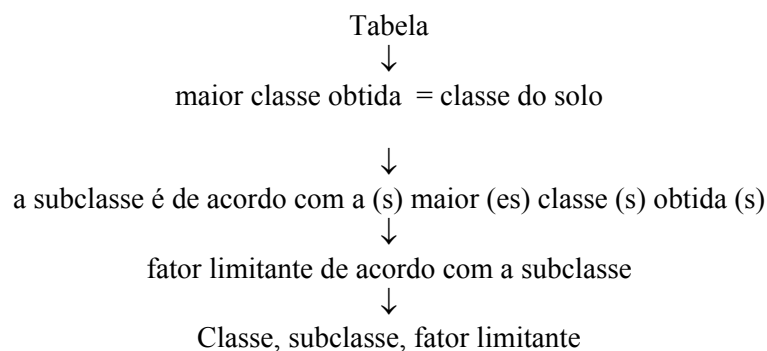 Tabela
↓
maior classe obtida = classe do solo
↓
a subclasse é de acordo com a (s) maior (es) classe (s) obtida (s)
↓
fator limitante de acordo com a subclasse
↓
Classe, subclasse, fator limitante